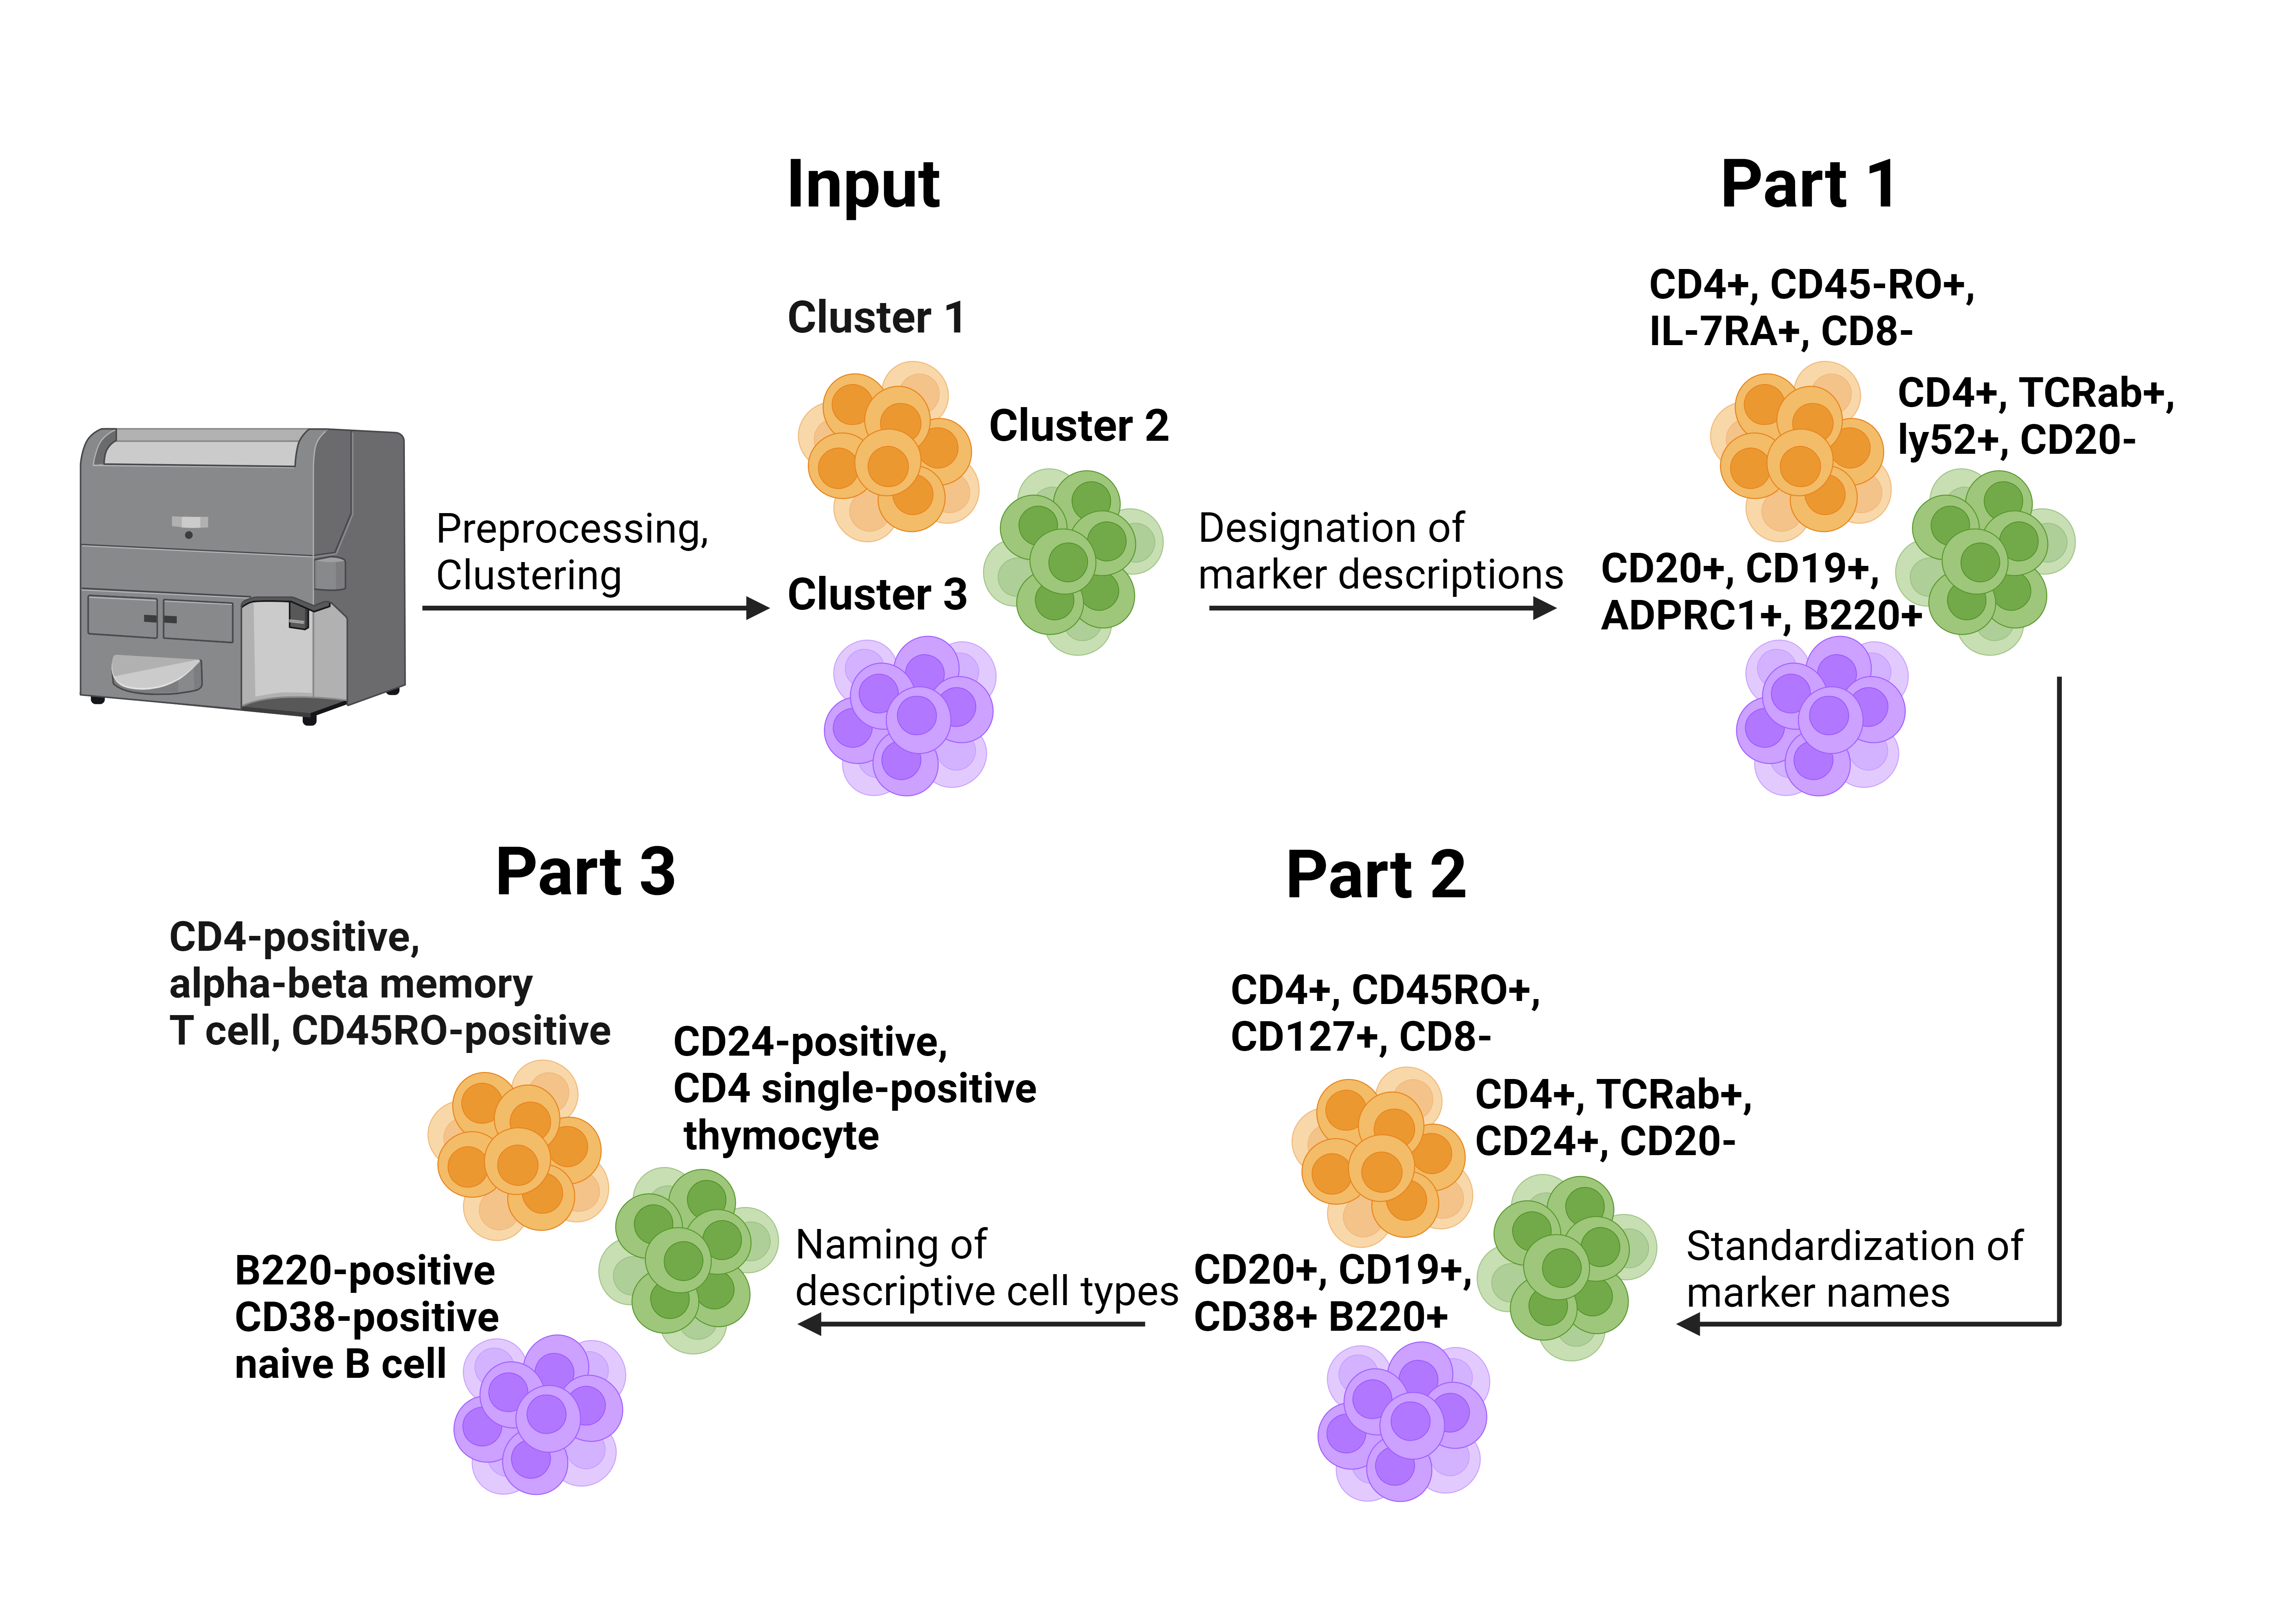 Input
Cluster 1
Cluster 2
Cluster 3
Preprocessing,
Clustering
Designation of
marker descriptions
Part 1
CD4+, CD45-RO+,
IL-7RA+, CD8-
CD4+, TCRab+,
ly52+, CD20-
CD20+, CD19+,
ADPRC1+, B220+
Standardization of
marker names
Part 2
CD4+, CD45RO+,
CD127+, CD8-
CD4+, TCRab+,
CD24+, CD20-
CD20+, CD19+,
CD38+ B220+
Naming of
descriptive cell types
Part 3
CD4-positive,
alpha-beta memory
T cell, CD45RO-positive
CD24-positive,
CD4 single-positive
thymocyte
B220-positive
CD38-positive
naive B cell